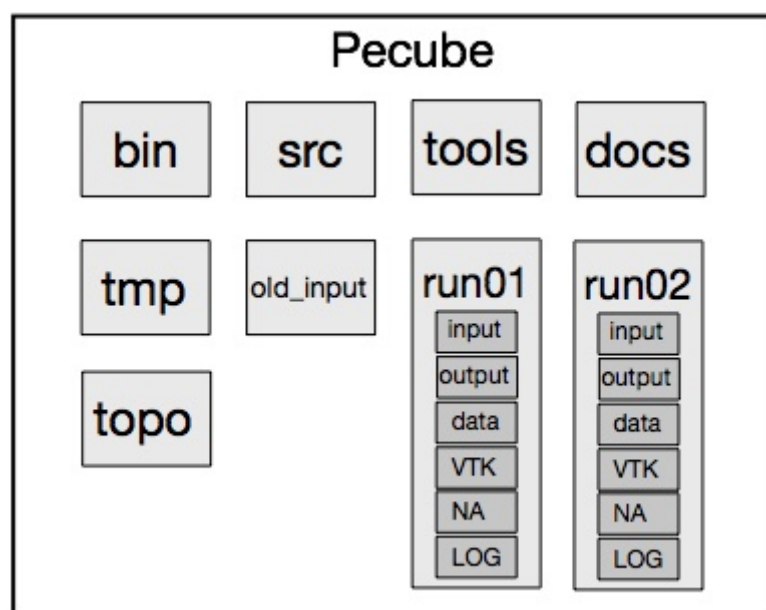 Pecube
bin
src
tools
docs
tmp
old_input
run01
input
output
data
VTK
NA
LOG
run02
input
output
data
VTK
NA
LOG
topo